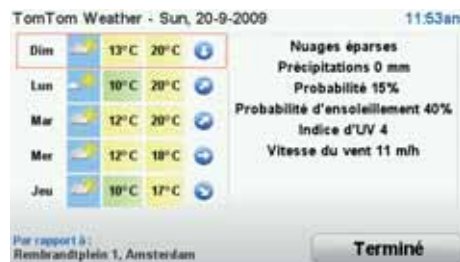 TomTom Weather - Sun, 20-9-2009 11:53am
Dim 13°C 20°C
Lun 10°C 20°C
Mar 12°C 20°C
Mer 12°C 18°C
Jeu 10°C 17°C
Nuages éparses
Précipitations 0 mm
Probabilité 15%
Probabilité d'ensoleillement 40%
Indice d'UV 4
Vitesse du vent 11 m/h
Par rapport à :
Rembrandtplein 1, Amsterdam
Terminé